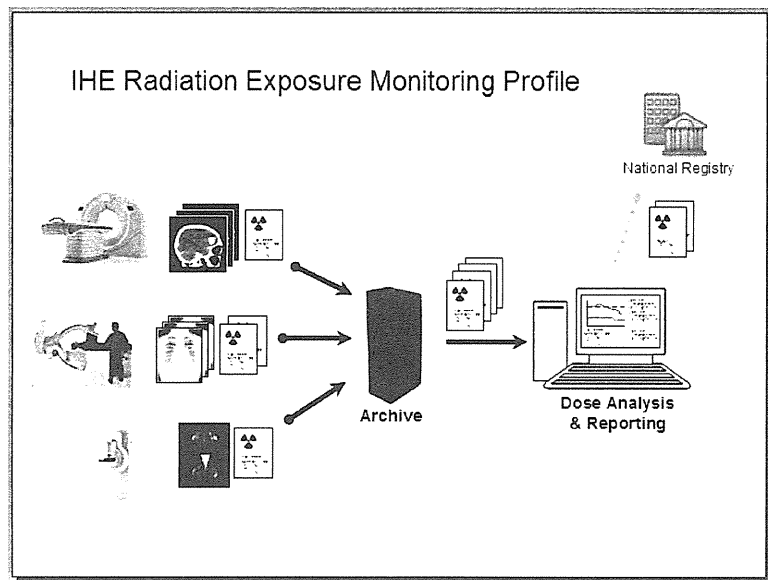 IHE Radiation Exposure Monitoring Profile
National Registry
Archive
Dose Analysis
& Reporting